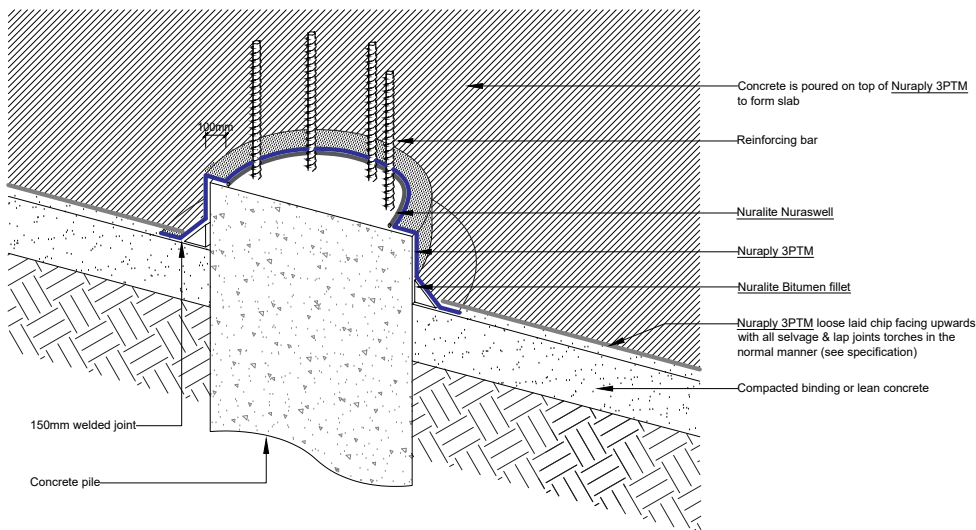 100mm
Concrete is poured on top of Nuraply 3PTM
to form slab
Reinforcing bar
Nuralite Nuraswell
Nuraply 3PTM
Nuralite Bitumen fillet
Nuraply 3PTM loose laid chip facing upwards
with all selvage & lap joints torches in the
normal manner (see specification)
Compacted binding or lean concrete
150mm welded joint
Concrete pile